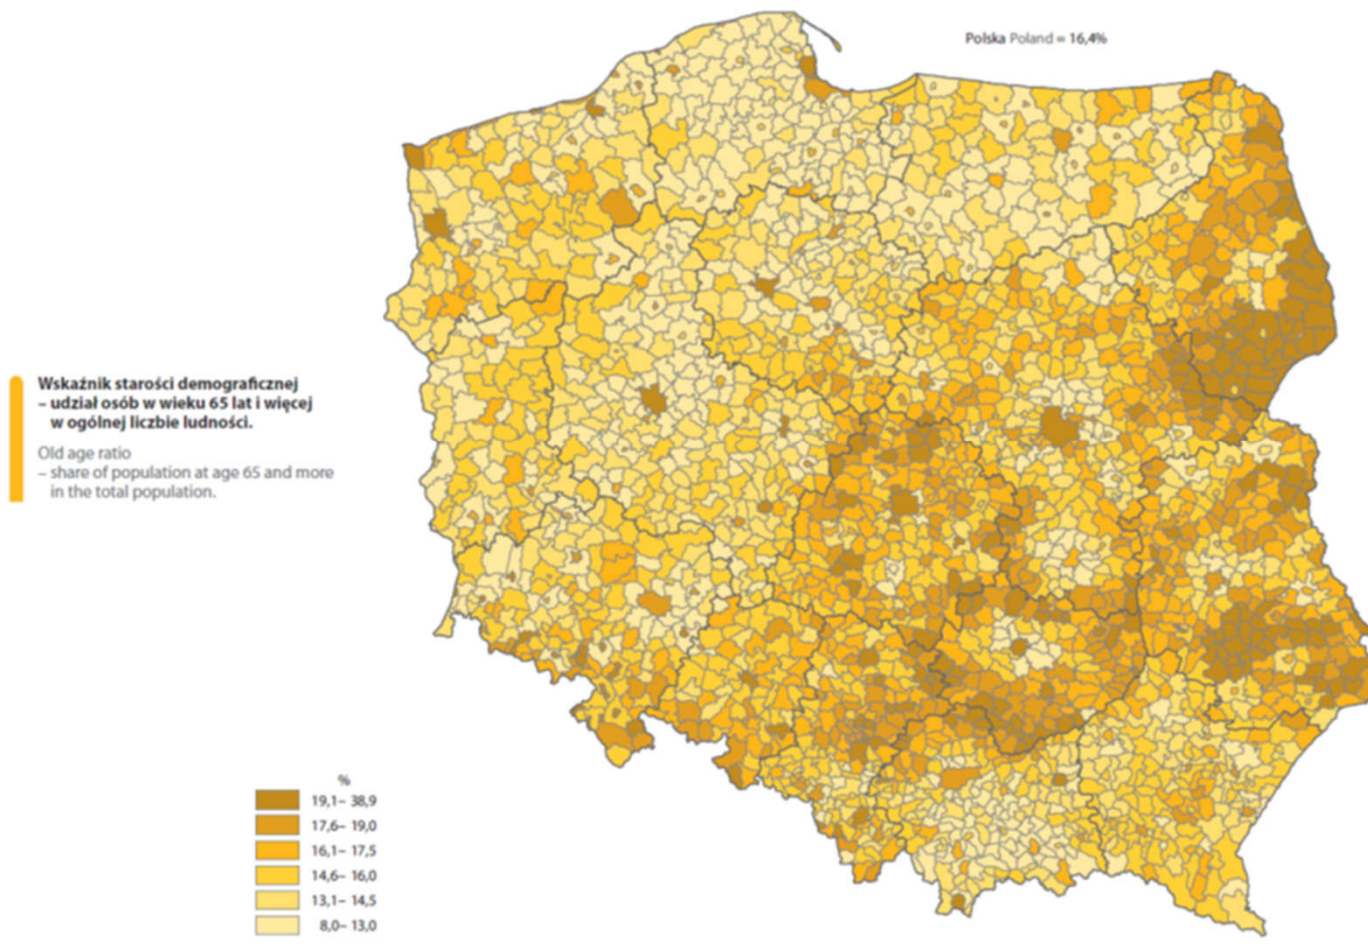 Polska Poland = 16,4%
Wskaźnik starości demograficznej
– udział osób w wieku 65 lat i więcej
w ogólnej liczbie ludności.
Old age ratio
– share of population at age 65 and more
in the total population.
%
19,1– 38,9
17,6– 19,0
16,1– 17,5
14,6– 16,0
13,1– 14,5
8,0– 13,0